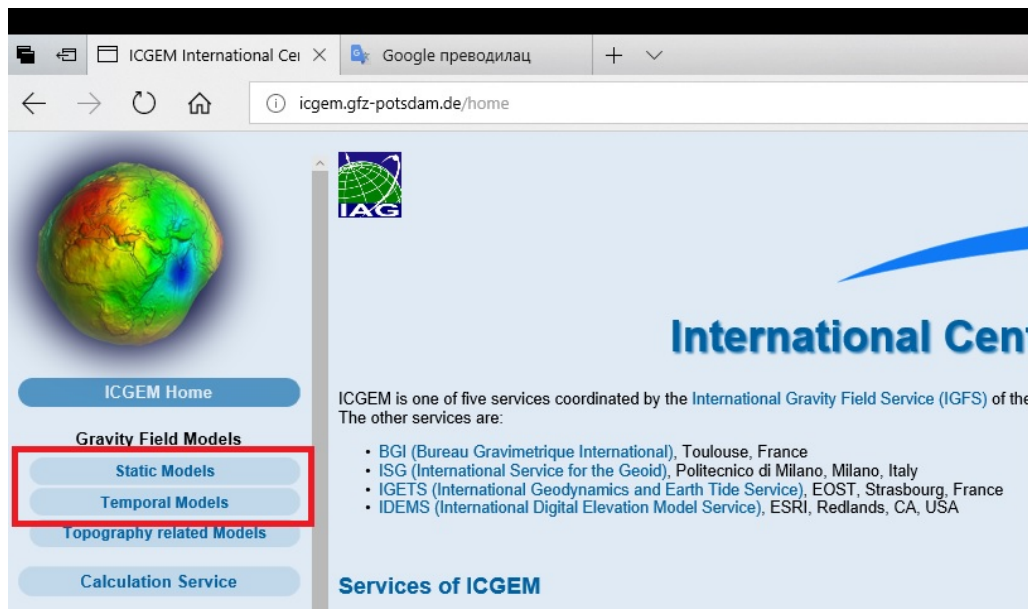 ICGEM International Cer
Google преводилац
icgem.gfz-potsdam.de/home
IAG
International Cen
ICGEM Home
Gravity Field Models
Static Models
Temporal Models
Topography related Models
Calculation Service
ICGEM is one of five services coordinated by the International Gravity Field Service (IGFS) of the
The other services are:
• BGI (Bureau Gravimetrique International), Toulouse, France
• ISG (International Service for the Geoid), Politecnico di Milano, Milano, Italy
• IGETS (International Geodynamics and Earth Tide Service), EOST, Strasbourg, France
• IDEMS (International Digital Elevation Model Service), ESRI, Redlands, CA, USA
Services of ICGEM